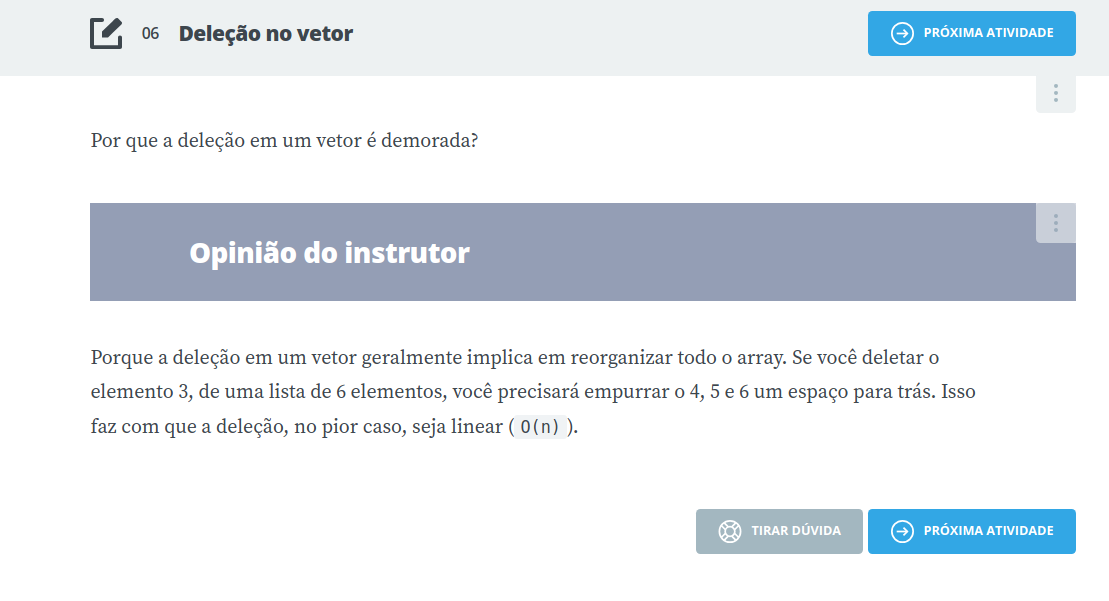 06 Deleção no vetor
PRÓXIMA ATIVIDADE
Por que a deleção em um vetor é demorada?
Opinião do instrutor
Porque a deleção em um vetor geralmente implica em reorganizar todo o array. Se você deletar o
elemento 3, de uma lista de 6 elementos, você precisará empurrar o 4, 5 e 6 um espaço para trás. Isso
faz com que a deleção, no pior caso, seja linear ( O(n) ).
TIRAR DÚVIDA
PRÓXIMA ATIVIDADE